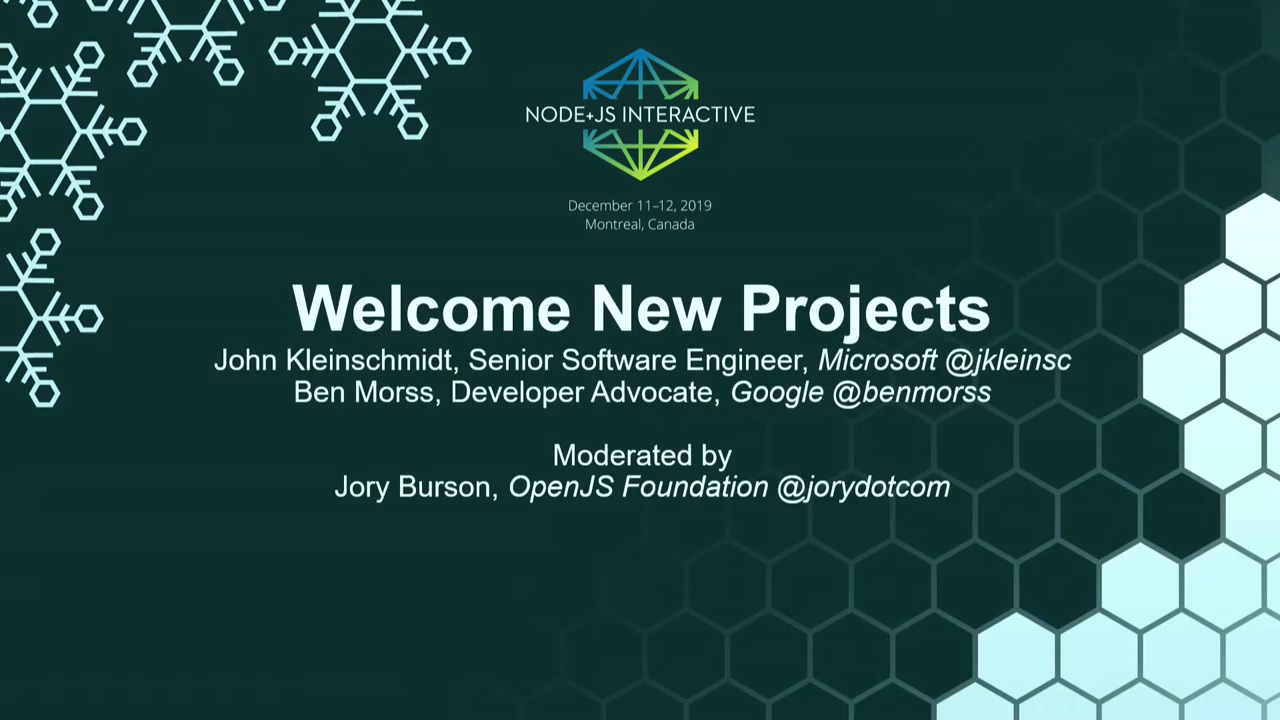 NODE+JS INTERACTIVE
December 11–12, 2019
Montreal, Canada
Welcome New Projects
John Kleinschmidt, Senior Software Engineer, Microsoft @jkleinsc
Ben Morss, Developer Advocate, Google @benmorss
Moderated by
Jory Burson, OpenJS Foundation @jorydotcom